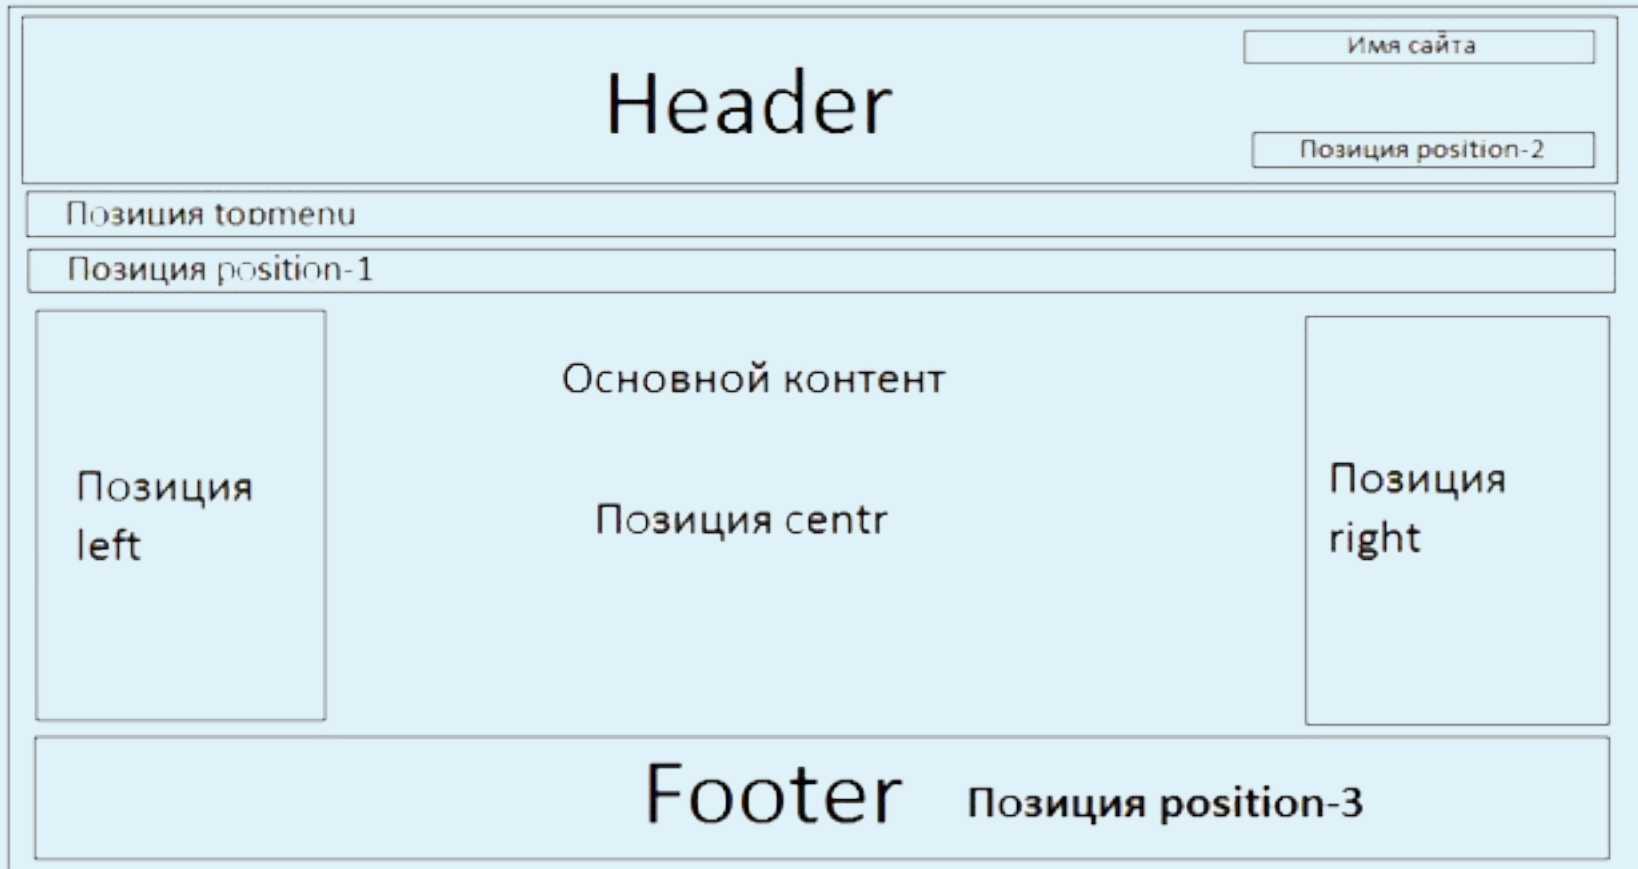 Имя сайта
Header
Позиция position-2
Позиция topmenu
Позиция position-1
Основной контент
Позиция
left
Позиция centr
Позиция
right
Footer
Позиция position-3